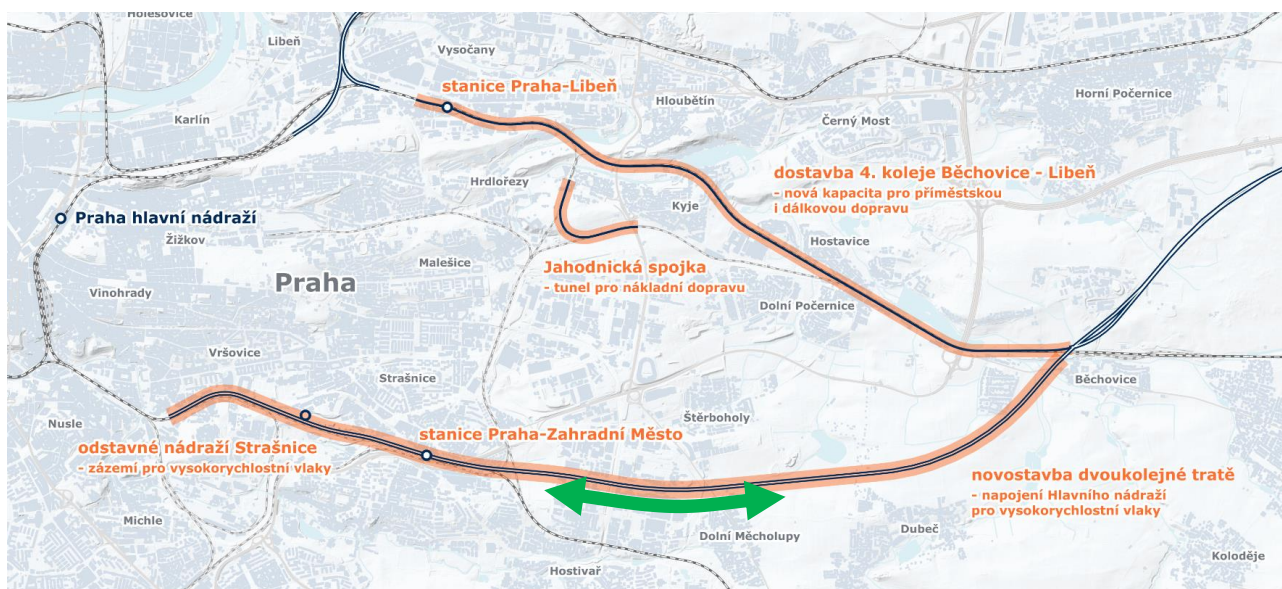 Holešovice
Libeň
Vysočany
stanice Praha-Libeň
Hloubětín
Horní Počernice
Karlín
Černý Most
dostavba 4. koleje Běchovice - Libeň
- nová kapacita pro příměstskou
i dálkovou dopravu
Hrdlořezy
Kyje
Praha hlavní nádraží
Žižkov
Hostavice
Malešice
Jahodnická spojka
- tunel pro nákladní dopravu
Praha
Vinohrady
Dolní Počernice
Vršovice
Strašnice
Běchovice
Štěrboholy
Nusle
stanice Praha-Zahradní Město
odstavné nádraží Strašnice
- zázemí pro vysokorychlostní vlaky
novostavba dvoukolejné tratě
- napojení Hlavního nádraží
pro vysokorychlostní vlaky
Michle
Dubeč
Dolní Měcholupy
Koloděje
Hostivař